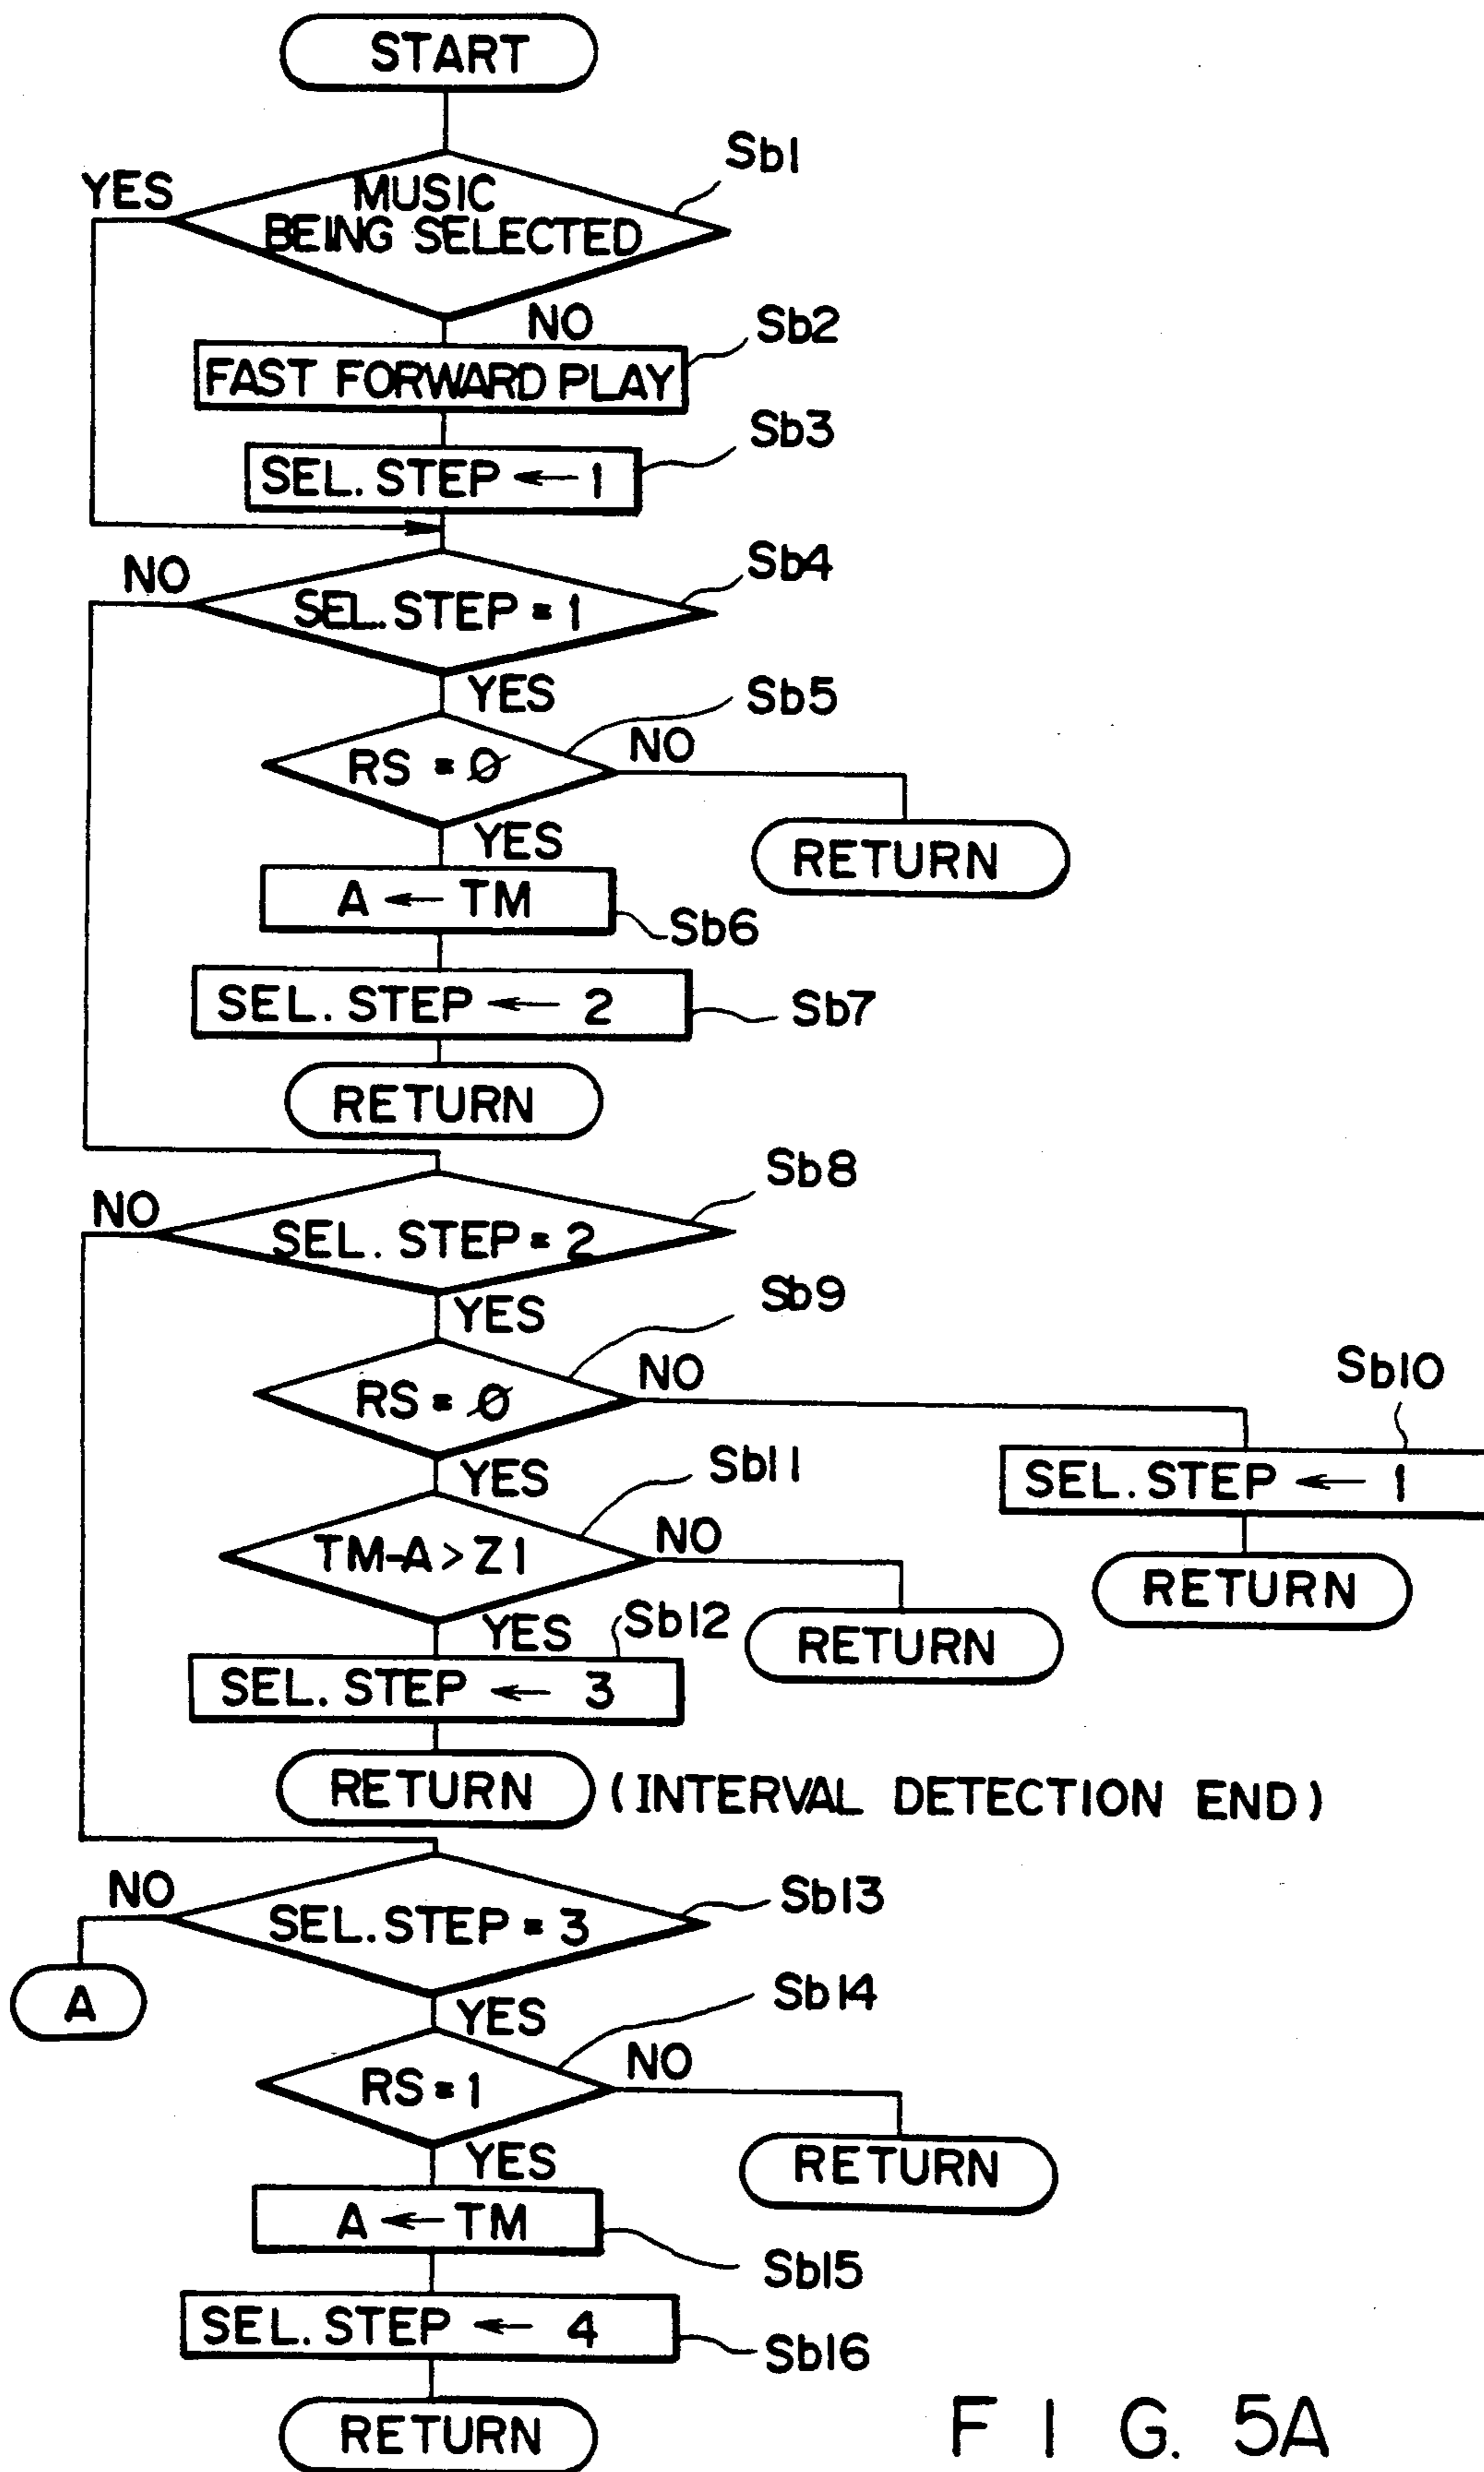 START
Sb1
YES
MUSIC
BEING SELECTED
NO
Sb2
FAST FORWARD PLAY
Sb3
SEL. STEP ← 1
Sb4
NO
SEL. STEP = 1
YES
Sb5
RS = Ø
NO
YES
RETURN
A ← TM
Sb6
SEL. STEP ← 2
Sb7
RETURN
Sb8
NO
SEL. STEP = 2
YES
Sb9
RS = Ø
NO
Sb10
YES
Sb11
SEL. STEP ← 1
TM-A > Z1
NO
RETURN
YES
Sb12
RETURN
SEL. STEP ← 3
RETURN (INTERVAL DETECTION END)
NO
Sb13
SEL. STEP = 3
A
YES
Sb14
RS = 1
NO
YES
RETURN
A ← TM
Sb15
SEL. STEP ← 4
Sb16
RETURN
FIG. 5A